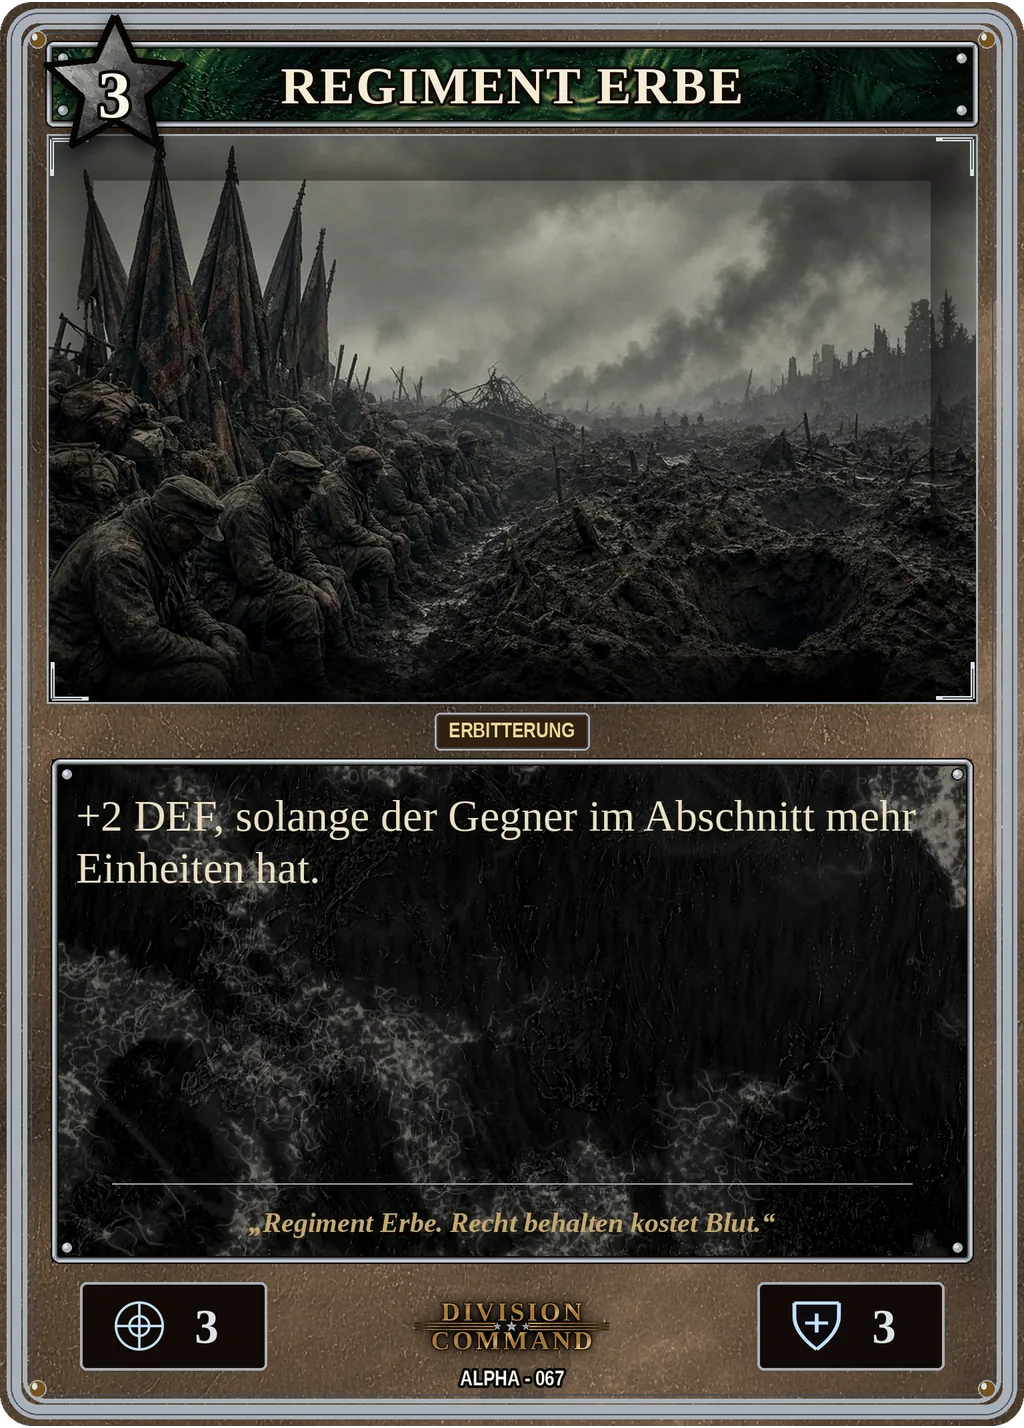 3
REGIMENT ERBE
ERBITTERUNG
+2 DEF, solange der Gegner im Abschnitt mehr
Einheiten hat.
„Regiment Erbe. Recht behalten kostet Blut.“
3
DIVISION
COMMAND
3
ALPHA - 067